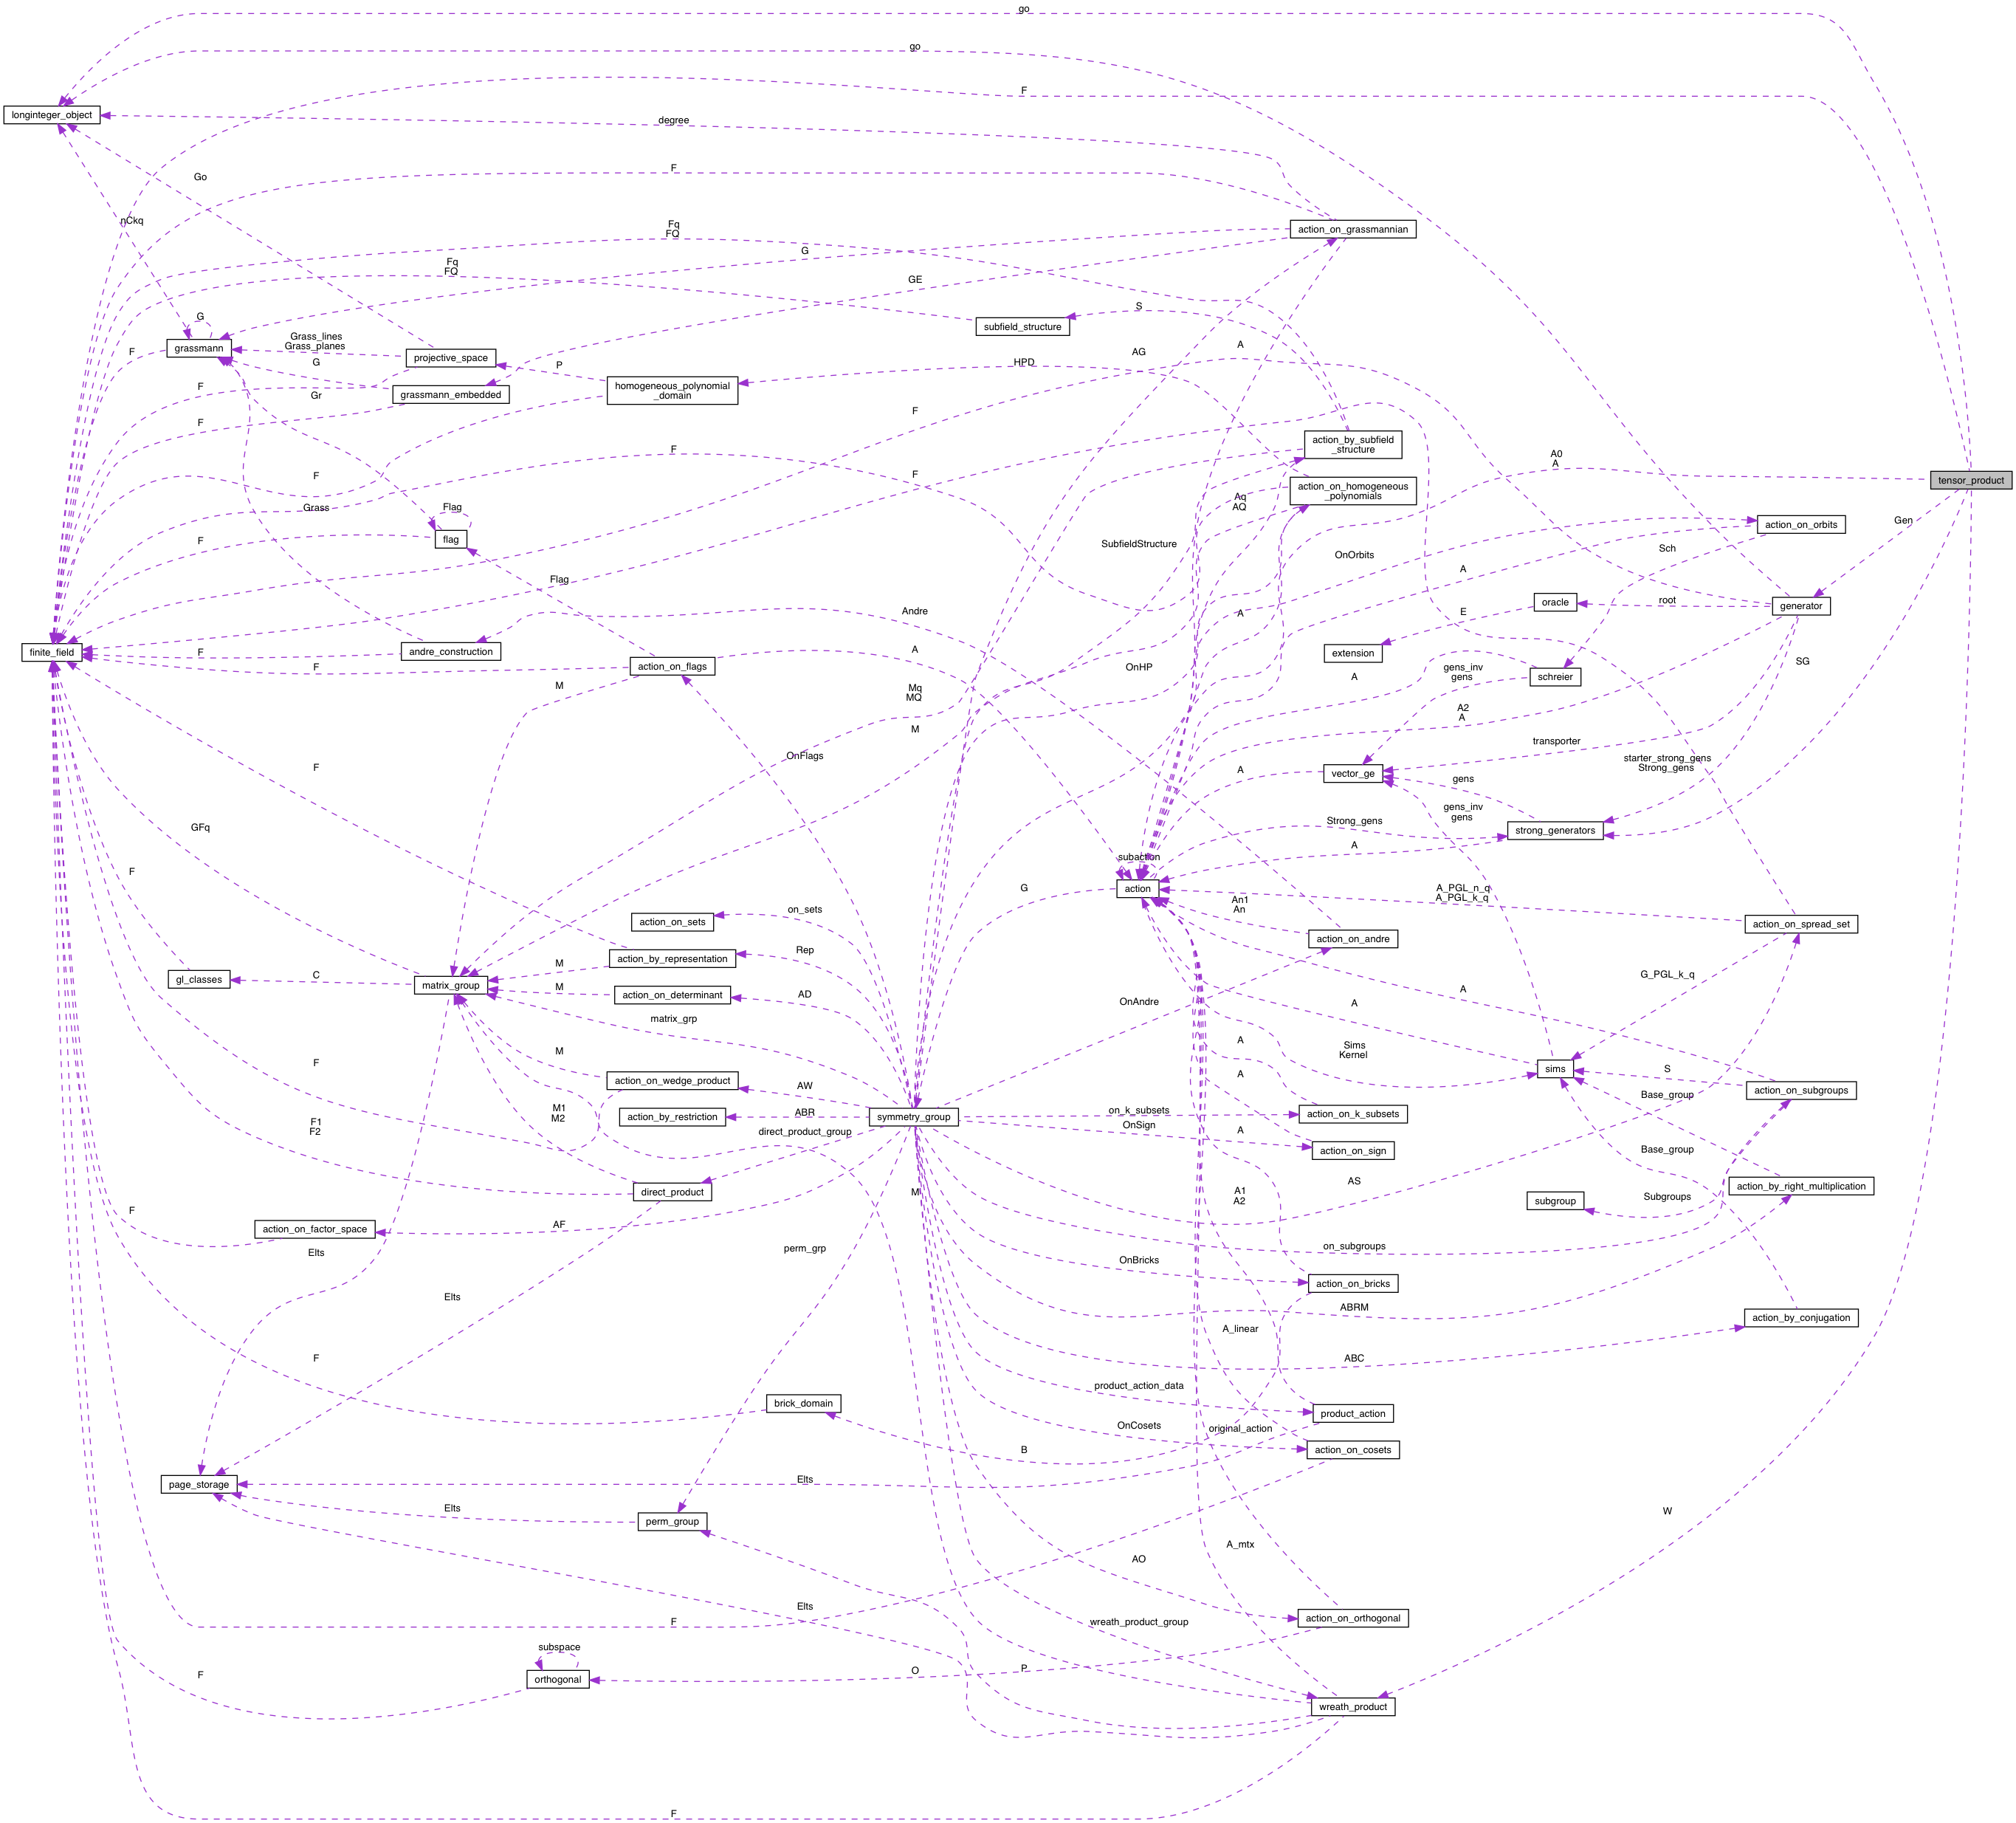 go
go
F
longinteger_object
degree
F
Go
nCkq
Fq
FQ
action_on_grassmannian
G
Fq
FQ
GE
S
G
subfield_structure
A
AG
Grass_lines
Grass_planes
grassmann
F
projective_space
G
P
HPD
homogeneous_polynomial
_domain
F
grassmann_embedded
Gr
F
F
action_by_subfield
_structure
F
F
F
A0
A
tensor_product
action_on_homogeneous
_polynomials
Grass
Flag
Aq
AQ
Gen
action_on_orbits
flag
F
SubfieldStructure
OnOrbits
Sch
A
Flag
oracle
root
generator
Andre
A
E
finite_field
F
andre_construction
extension
F
action_on_flags
A
OnHP
SG
gens_inv
gens
schreier
A
M
Mq
MQ
A2
A
M
transporter
OnFlags
F
starter_strong_gens
Strong_gens
A
vector_ge
gens
GFq
gens_inv
gens
Strong_gens
strong_generators
A
subaction
F
action
G
A_PGL_n_q
A_PGL_k_q
An1
An
action_on_sets
on_sets
action_on_spread_set
action_on_andre
Rep
action_by_representation
M
gl_classes
C
matrix_group
G_PGL_k_q
M
action_on_determinant
AD
A
OnAndre
A
matrix_grp
A
Sims
Kernel
M
F
sims
S
A
action_on_wedge_product
AW
action_on_subgroups
Base_group
M1
M2
action_by_restriction
ABR
symmetry_group
on_k_subsets
action_on_k_subsets
F1
F2
OnSign
direct_product_group
A
action_on_sign
Base_group
AS
direct_product
M
A1
A2
subgroup
Subgroups
action_by_right_multiplication
F
action_on_factor_space
AF
perm_grp
on_subgroups
Elts
OnBricks
action_on_bricks
Elts
ABRM
action_by_conjugation
A_linear
F
ABC
product_action_data
brick_domain
product_action
OnCosets
original_action
B
action_on_cosets
page_storage
Elts
Elts
perm_group
W
A_mtx
AO
Elts
F
wreath_product_group
action_on_orthogonal
subspace
F
orthogonal
O
P
wreath_product
F